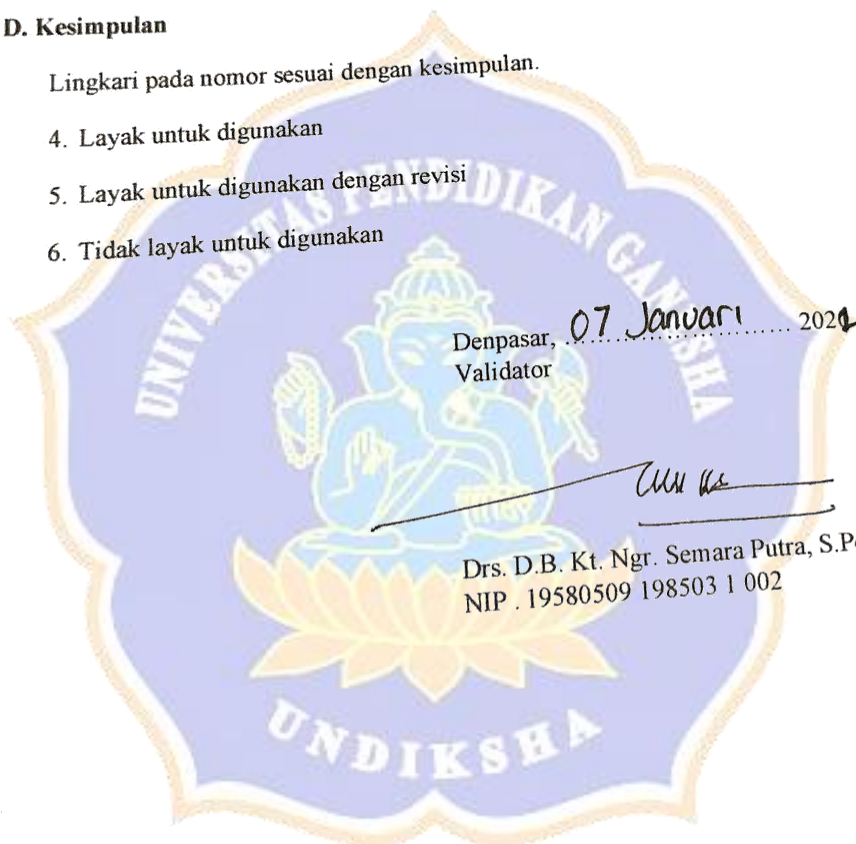 D. Kesimpulan
Lingkari pada nomor sesuai dengan kesimpulan.
4. Layak untuk digunakan
5. Layak untuk digunakan dengan revisi
6. Tidak layak untuk digunakan
UNIVERSITAS PENDIDIKAN GANESHA
Denpasar, 07 Januari
Validator
Drs. D.B. Kt. Ngr. Semara Putra,
NIP . 19580509 198503 1 002
UNDIKSHA